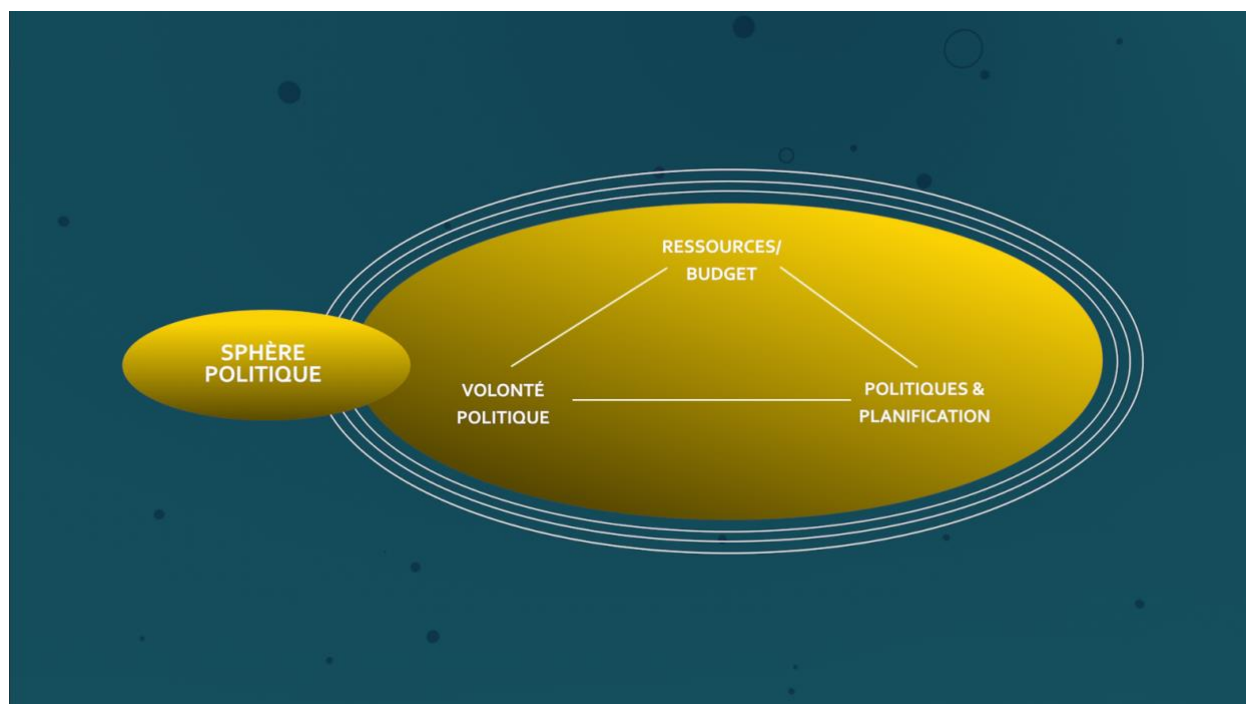 RESSOURCES/
BUDGET
SPHÈRE
POLITIQUE
VOLONTÉ
POLITIQUE
POLITIQUES &
PLANIFICATION